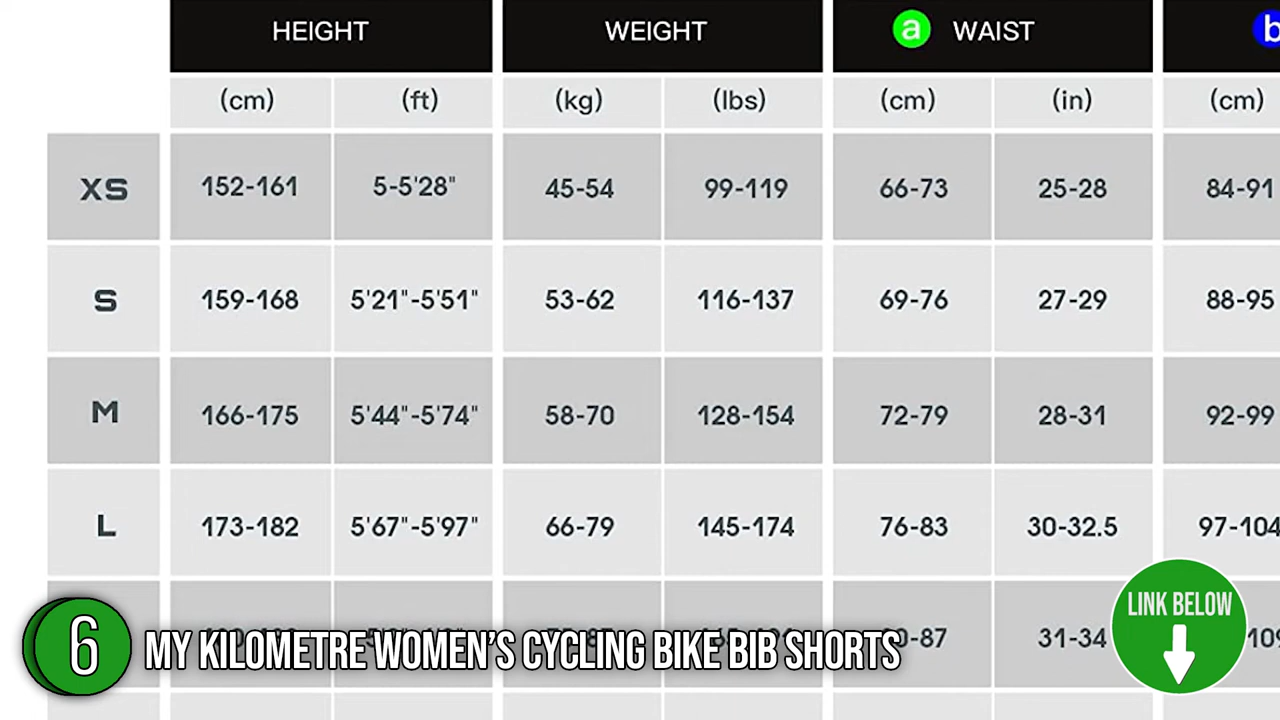 HEIGHT WEIGHT a WAIST b
(cm) (ft) (kg) (lbs) (cm) (in) (cm)
XS 152-161 5-5'28" 45-54 99-119 66-73 25-28 84-91
S 159-168 5'21"-5'51" 53-62 116-137 69-76 27-29 88-95
M 166-175 5'44"-5'74" 58-70 128-154 72-79 28-31 92-99
L 173-182 5'67"-5'97" 66-79 145-174 76-83 30-32.5 97-104
31-34
6 MY KILOMETRE WOMEN'S CYCLING BIKE BIB SHORTS
LINK BELOW